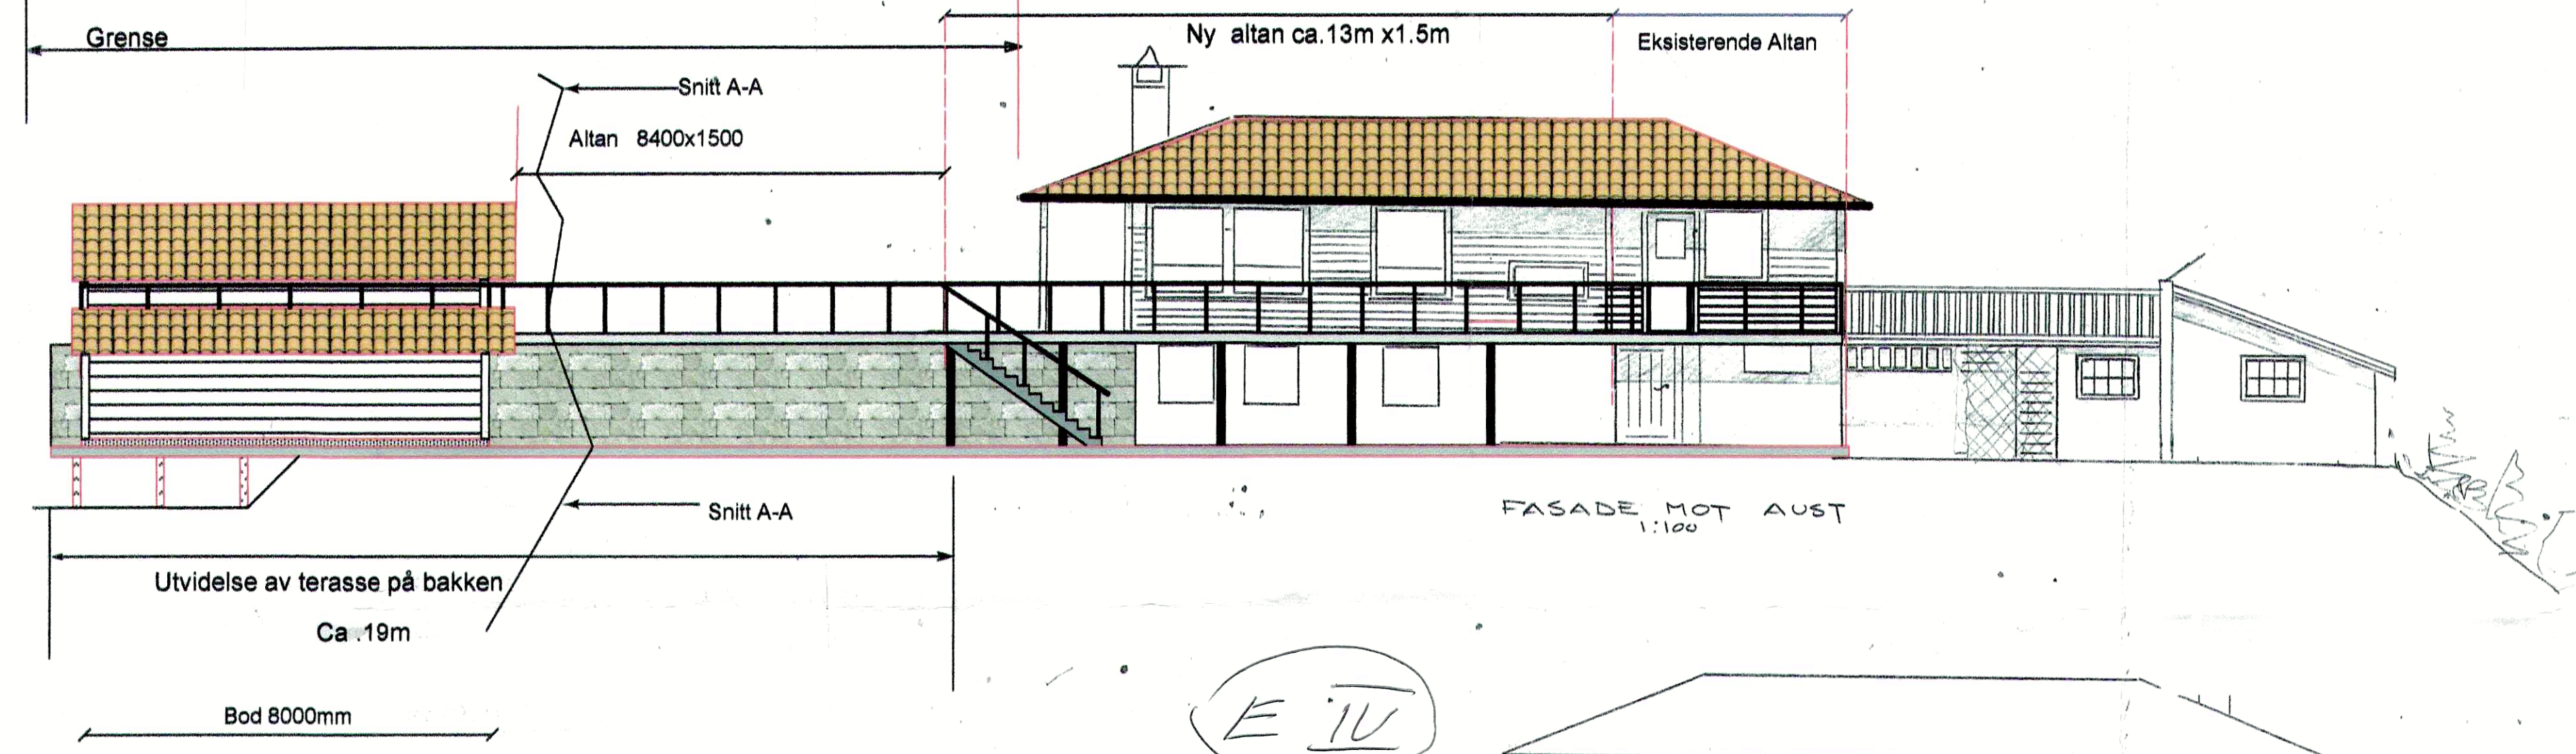 Grense
Ny altan ca.13m x1.5m
Eksisterende Altan
Snitt A-A
Altan 8400x1500
Snitt A-A
FASADE MOT AUST
1:100
Utvidelse av terasse på bakken
Ca .19m
Bod 8000mm
E IV